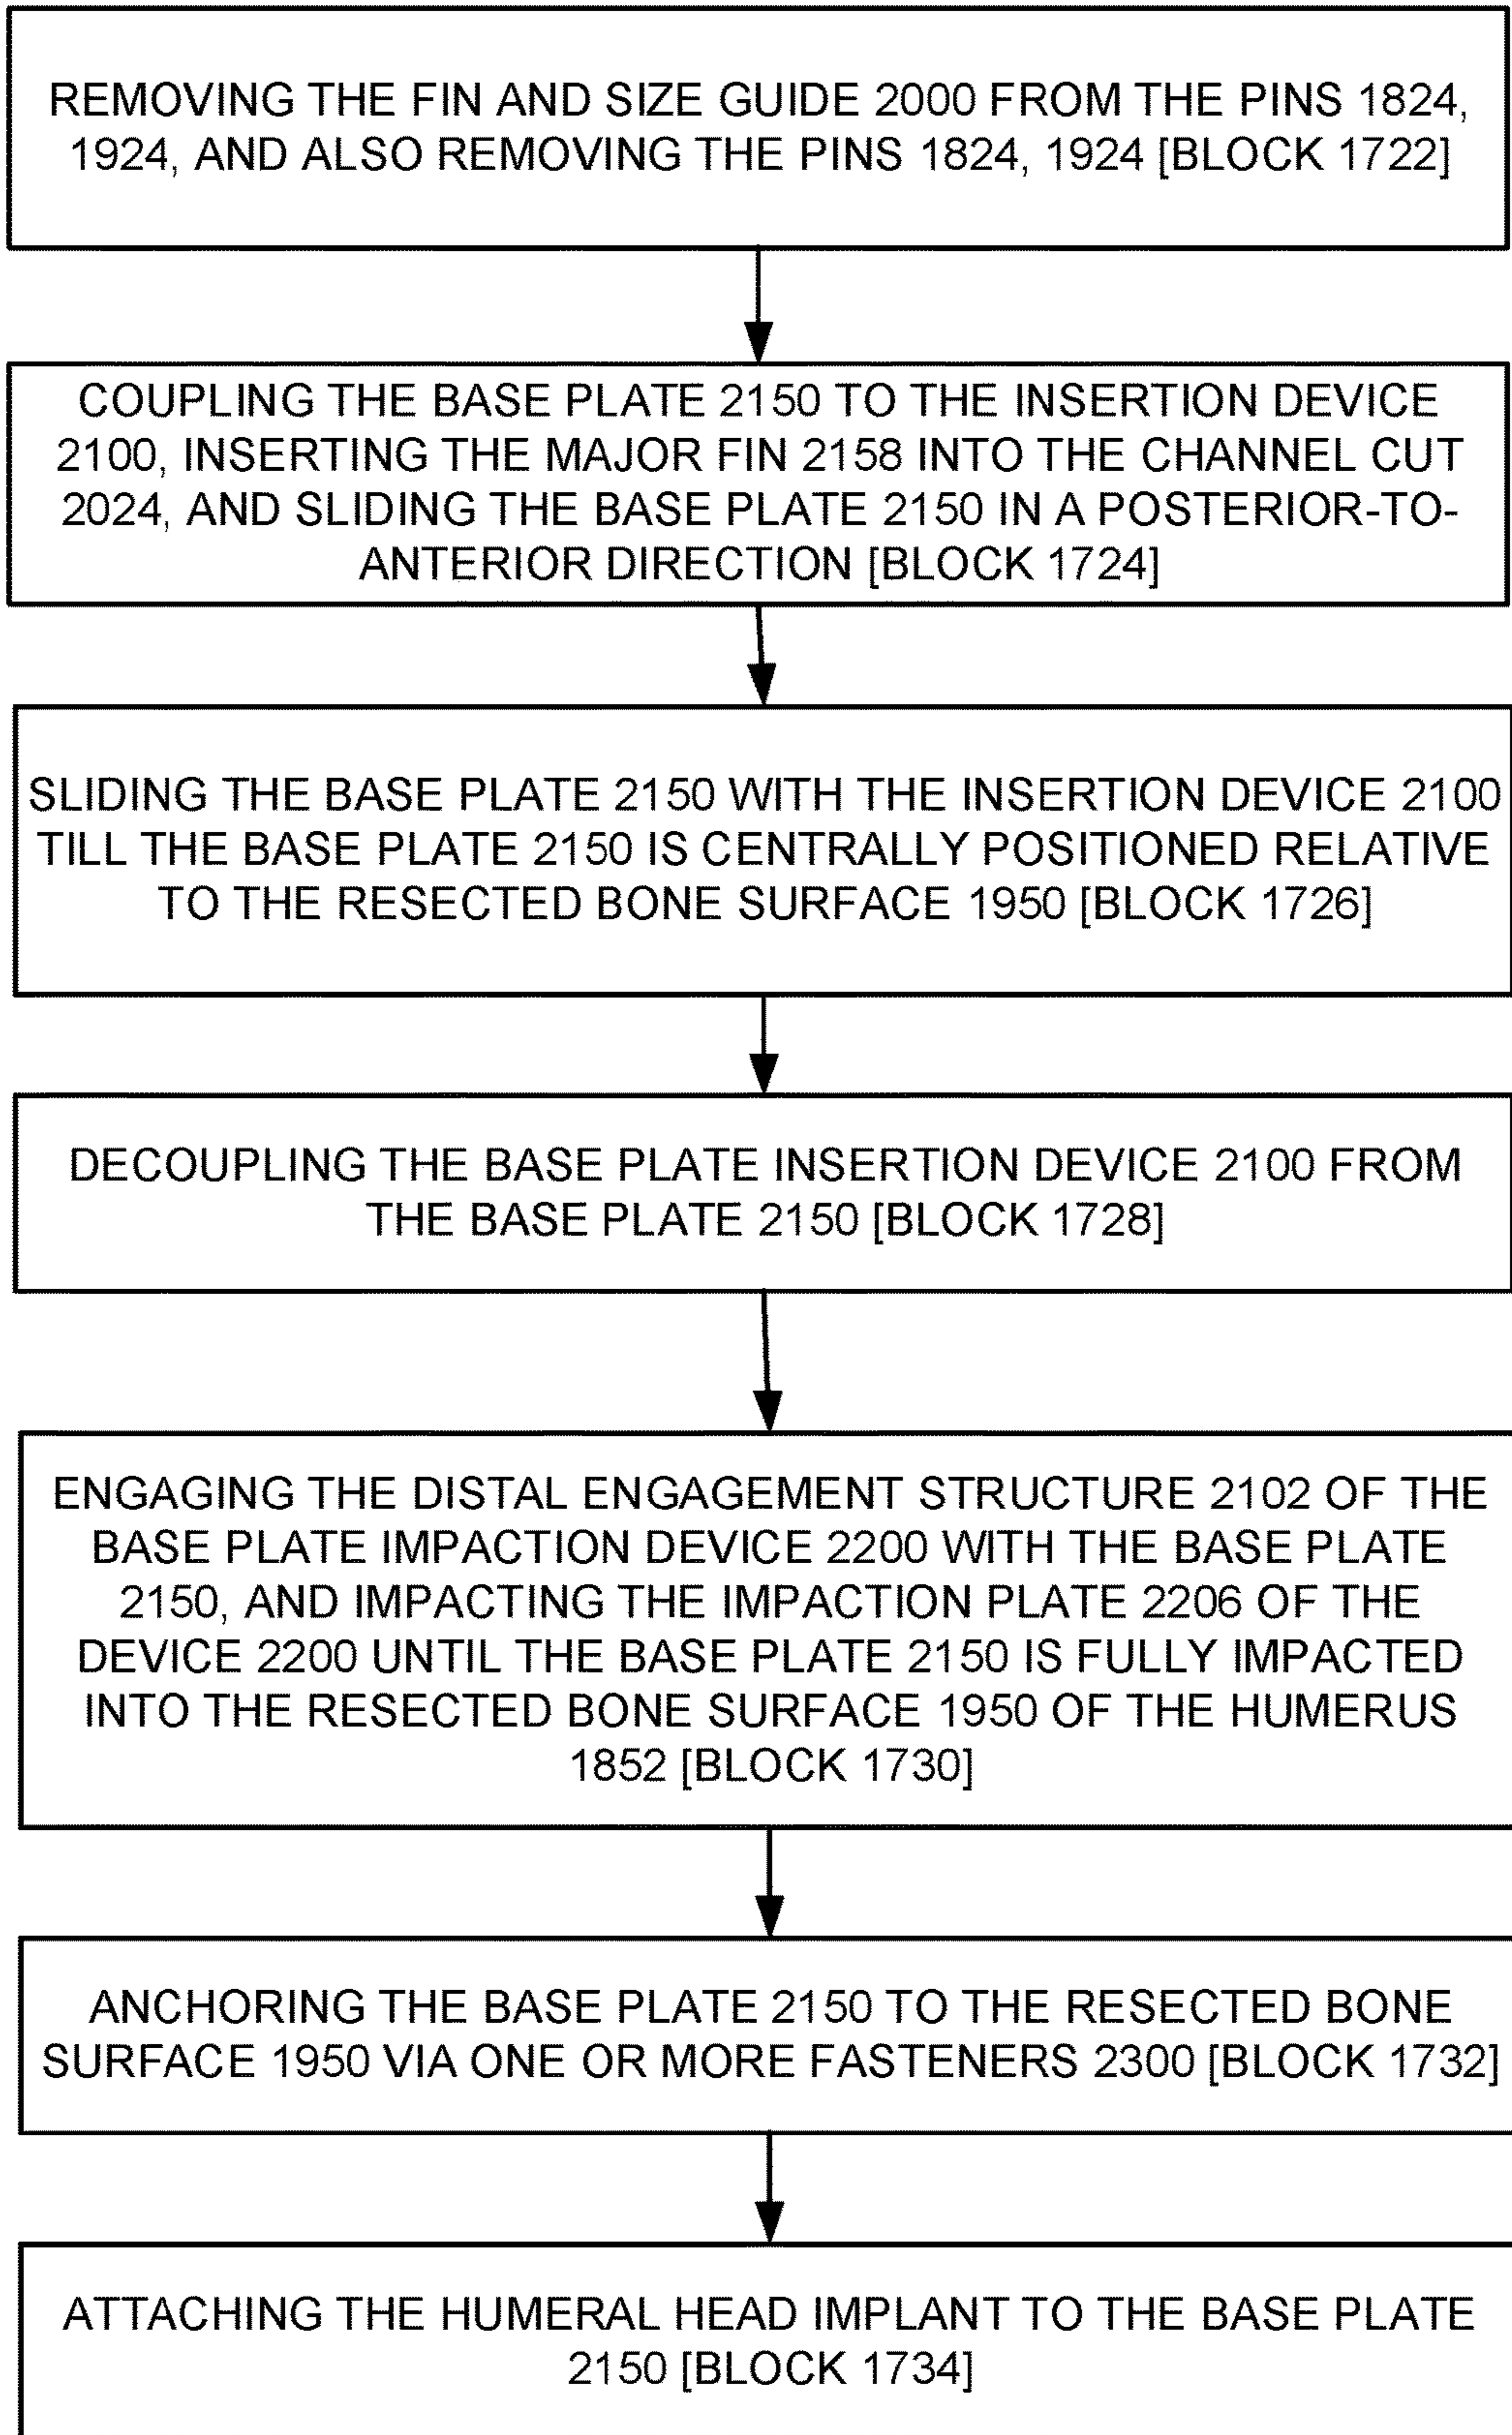 REMOVING THE FIN AND SIZE GUIDE 2000 FROM THE PINS 1824,
1924, AND ALSO REMOVING THE PINS 1824, 1924 [BLOCK 1722]
COUPLING THE BASE PLATE 2150 TO THE INSERTION DEVICE
2100, INSERTING THE MAJOR FIN 2158 INTO THE CHANNEL CUT
2024, AND SLIDING THE BASE PLATE 2150 IN A POSTERIOR-TO-
ANTERIOR DIRECTION [BLOCK 1724]
SLIDING THE BASE PLATE 2150 WITH THE INSERTION DEVICE 2100
TILL THE BASE PLATE 2150 IS CENTRALLY POSITIONED RELATIVE
TO THE RESECTED BONE SURFACE 1950 [BLOCK 1726]
DECOUPLING THE BASE PLATE INSERTION DEVICE 2100 FROM
THE BASE PLATE 2150 [BLOCK 1728]
ENGAGING THE DISTAL ENGAGEMENT STRUCTURE 2102 OF THE
BASE PLATE IMPACTION DEVICE 2200 WITH THE BASE PLATE
2150, AND IMPACTING THE IMPACTION PLATE 2206 OF THE
DEVICE 2200 UNTIL THE BASE PLATE 2150 IS FULLY IMPACTED
INTO THE RESECTED BONE SURFACE 1950 OF THE HUMERUS
1852 [BLOCK 1730]
ANCHORING THE BASE PLATE 2150 TO THE RESECTED BONE
SURFACE 1950 VIA ONE OR MORE FASTENERS 2300 [BLOCK 1732]
ATTACHING THE HUMERAL HEAD IMPLANT TO THE BASE PLATE
2150 [BLOCK 1734]